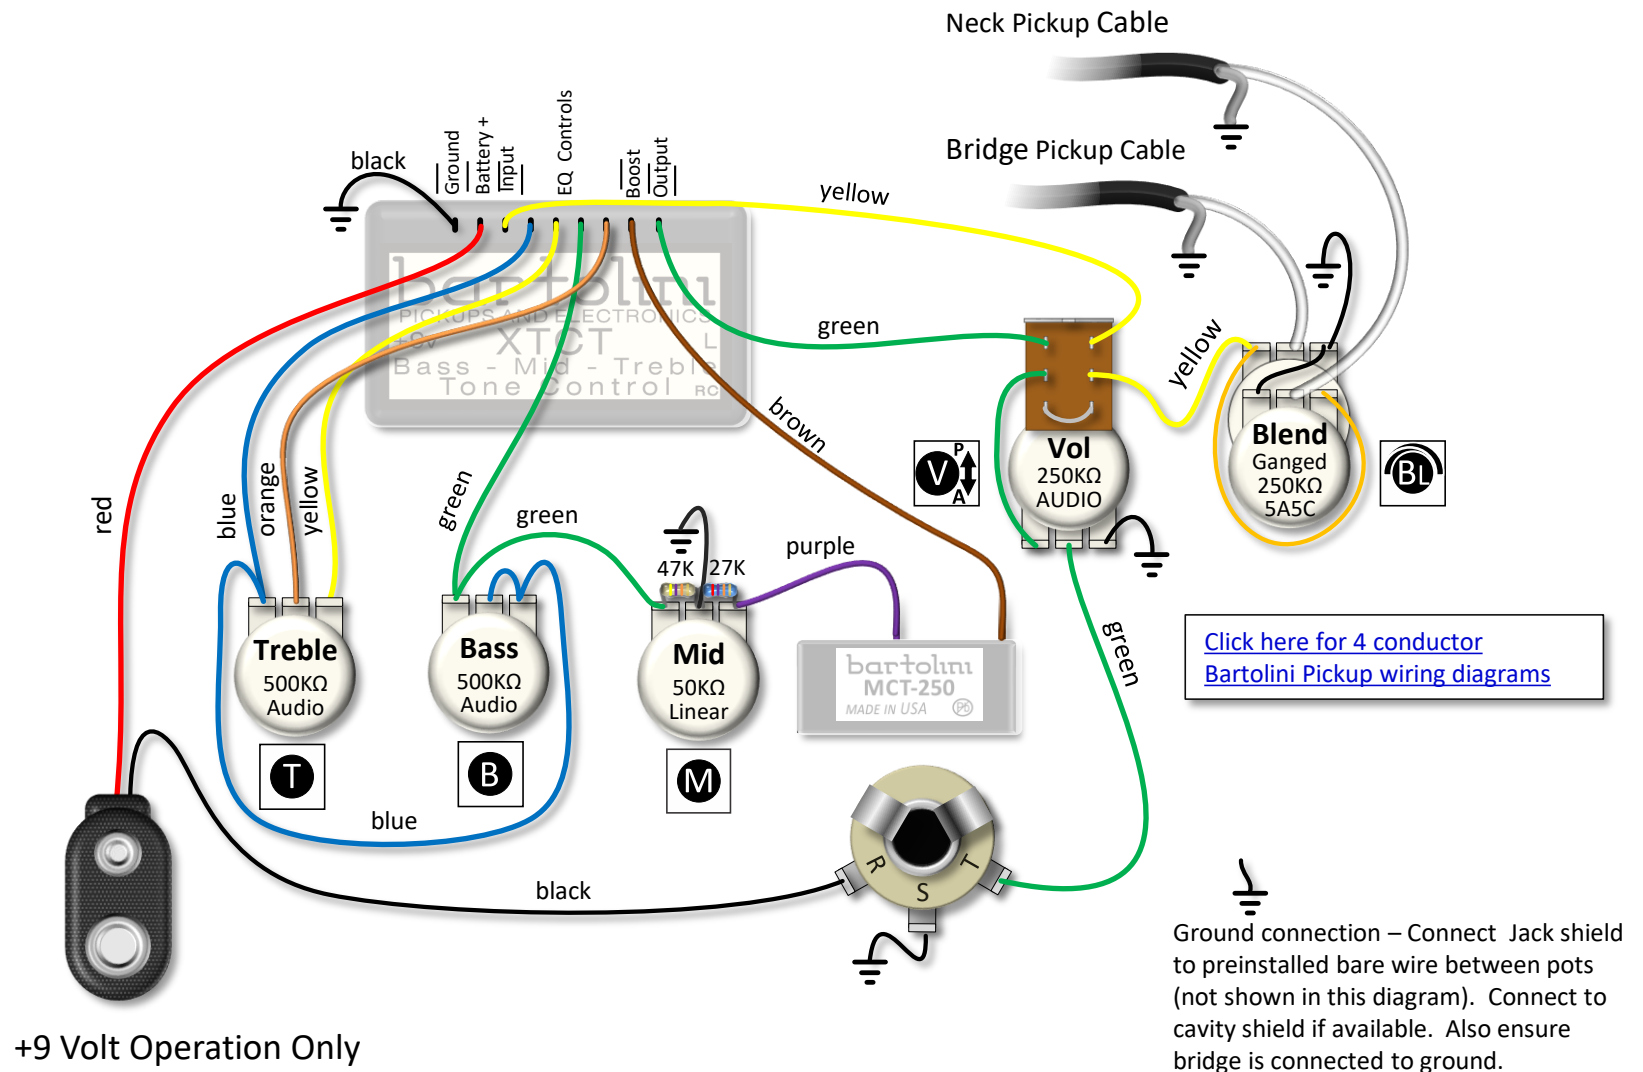 Neck Pickup Cable
Bridge Pickup Cable
black
Ground
Battery +
Input
EQ Controls
Boost
Output
yellow
bartolini
PICKUPS AND ELECTRONICS
+9v XTCT L
Bass - Mid - Treble
Tone Control RC
green
yellow
brown
red
blue
orange
yellow
green
green
purple
47K
27K
V
P
A
Vol
250KΩ
AUDIO
Blend
Ganged
250KΩ
5A5C
BL
Treble
500KΩ
Audio
Bass
500KΩ
Audio
Mid
50KΩ
Linear
bartolini
MCT-250
MADE IN USA Pb
green
Click here for 4 conductor
Bartolini Pickup wiring diagrams
T
B
M
blue
black
R
S
T
+9 Volt Operation Only
Ground connection – Connect Jack shield
to preinstalled bare wire between pots
(not shown in this diagram). Connect to
cavity shield if available. Also ensure
bridge is connected to ground.